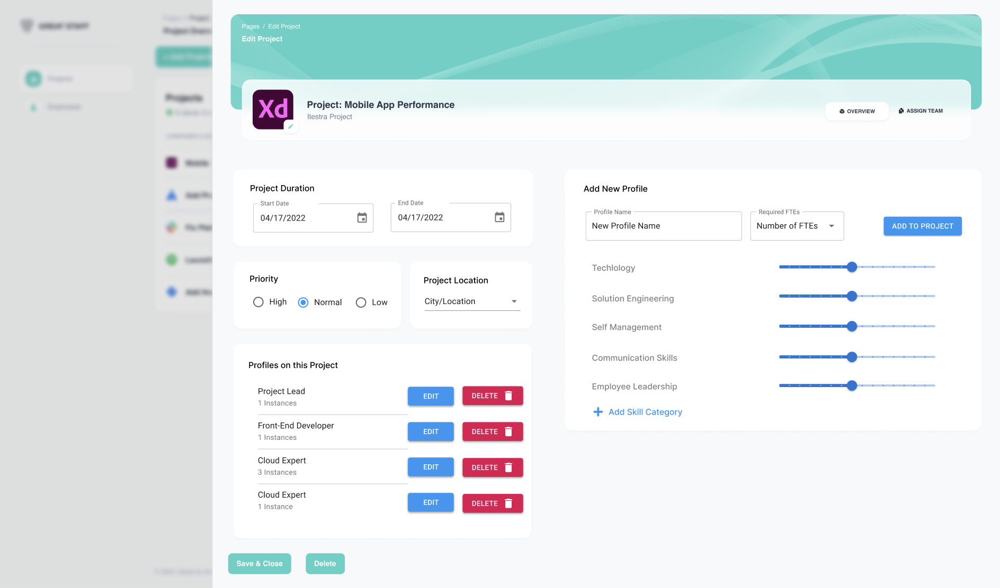 GREAT STAFF
Projects
Projects
Pages / Edit Project
Edit Project
Xd
Project: Mobile App Performance
Itestra Project
OVERVIEW
ASSIGN TEAM
Project Duration
Start Date
04/17/2022
End Date
04/17/2022
Priority
High
Normal
Low
Project Location
City/Location
Profiles on this Project
Project Lead
1 Instances
EDIT
DELETE
Front-End Developer
1 Instances
EDIT
DELETE
Cloud Expert
3 Instances
EDIT
DELETE
Cloud Expert
1 Instance
EDIT
DELETE
Save & Close
Delete
Add New Profile
Profile Name
New Profile Name
Required FTEs
Number of FTEs
ADD TO PROJECT
Techlology
Solution Engineering
Self Management
Communication Skills
Employee Leadership
Add Skill Category